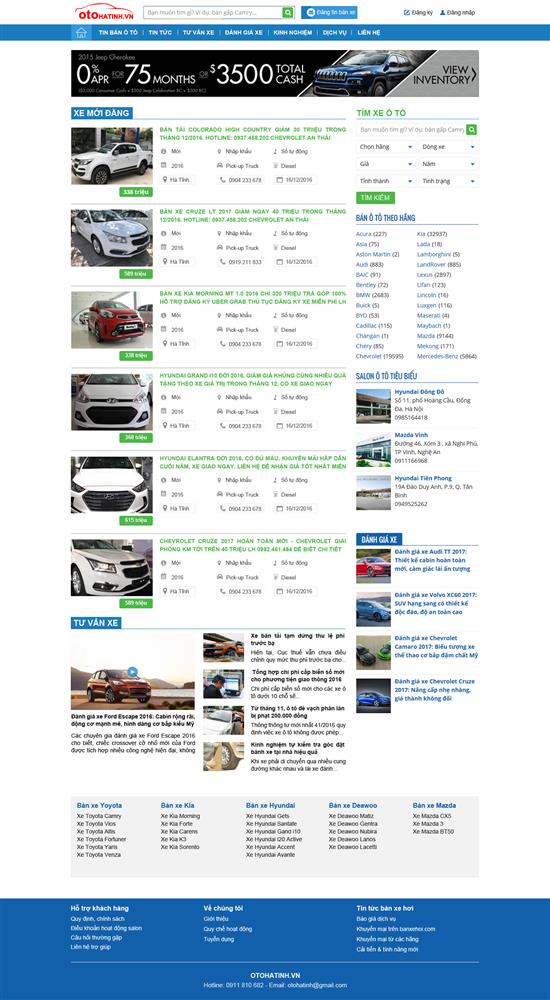 OTOHATINH.VN
Bạn muốn tìm gì? Ví dụ: bán gấp Camry...
Đăng tin bán xe
Đăng ký
Đăng nhập
TIN BÁN Ô TÔ
TIN TỨC
TƯ VẤN XE
ĐÁNH GIÁ XE
KINH NGHIỆM
DỊCH VỤ
LIÊN HỆ
2015 Jeep Cherokee
0% APR FOR 75 MONTHS OR $3500 TOTAL CASH
VIEW INVENTORY
XE MỚI ĐĂNG
BÁN TẢI COLORADO HIGH COUNTRY GIẢM 30 TRIỆU TRONG
THÁNG 12/2016. HOTLINE: 0937.458.202 CHEVROLET AN THÁI
Mới
Nhập khẩu
Số tự động
2016
Pick-up Truck
Diesel
Hà Tĩnh
0904 233 678
16/12/2016
338 triệu
BÁN XE CRUZE LT 2017 GIẢM NGAY 40 TRIỆU TRONG THÁNG
12/2016. HOTLINE: 0937.458.202 CHEVROLET AN THÁI
Mới
Nhập khẩu
Số tự động
2016
Pick-up Truck
Diesel
Hà Tĩnh
0919.211 833
16/12/2016
589 triệu
BÁN XE KIA MORNING MT 1.0 2016 CHỈ 320 TRIỆU TRẢ GÓP 100%
HỖ TRỢ ĐĂNG KÝ UBER GRAB THỦ TỤC ĐĂNG KÝ XE MIỄN PHÍ LH
Mới
Nhập khẩu
Số tự động
2016
Pick-up Truck
Diesel
Hà Tĩnh
0904 233 678
16/12/2016
338 triệu
HYUNDAI GRAND I10 ĐỜI 2016, GIẢM GIÁ KHỦNG CÙNG NHIỀU QUÀ
TẶNG THEO XE GIÁ TRỊ TRONG THÁNG 12, CÓ XE GIAO NGAY
Mới
Nhập khẩu
Số tự động
2016
Pick-up Truck
Diesel
Hà Tĩnh
0904 233 678
16/12/2016
368 triệu
HYUNDAI ELANTRA ĐỜI 2016, CÓ ĐỦ MÀU, KHUYẾN MÃI HẤP DẪN
CUỐI NĂM, XE GIAO NGAY. LIÊN HỆ ĐỂ NHẬN GIÁ TỐT NHẤT MIỀN
Mới
Nhập khẩu
Số tự động
2016
Pick-up Truck
Diesel
Hà Tĩnh
0904 233 678
16/12/2016
615 triệu
CHEVROLET CRUZE 2017 HOÀN TOÀN MỚI - CHEVROLET GIẢI
PHONG KM TỚI TRÊN 40 TRIỆU LH 0982.461.484 ĐỂ BIẾT CHI TIẾT
Mới
Nhập khẩu
Số tự động
2016
Pick-up Truck
Diesel
Hà Tĩnh
0904 233 678
16/12/2016
589 triệu
TÌM XE Ô TÔ
Bạn muốn tìm gì? Ví dụ: bán gấp Camry
Chọn hãng
Dòng xe
Giá
Năm
Tỉnh thành
Tình trạng
TÌM KIẾM
BÁN Ô TÔ THEO HÃNG
Acura (227)
Kia (32937)
Asia (75)
Lada (18)
Aston Martin (2)
Lamborghini (5)
Audi (883)
LandRover (885)
BAIC (91)
Lexus (2897)
Bentley (72)
Lifan (123)
BMW (2683)
Lincoln (16)
Buick (5)
Luxgen (116)
BYD (53)
Maserati (4)
Cadillac (115)
Maybach (1)
Changan (1)
Mazda (9144)
Chery (85)
Mekong (171)
Chevrolet (19595)
Mercedes-Benz (5864)
SALON Ô TÔ TIÊU BIỂU
Hyundai Đông Đô
Số 11, phố Hoàng Cầu, Đống
Đa, Hà Nội
0985164418
Mazda Vinh
Đường 46, Xóm 3 . xã Nghi Phú,
TP Vinh, Nghệ An
0911166968
Hyundai Tiên Phong
19A Đào Duy Anh, P.9, Q. Tân
Bình
0949525262
ĐÁNH GIÁ XE
Đánh giá xe Audi TT 2017:
Thiết kế cabin hoàn toàn
mới, cảm giác lái ấn tượng
Đánh giá xe Volvo XC60 2017:
SUV hạng sang có thiết kế
độc đáo, độ an toàn cao
Đánh giá xe Chevrolet
Camaro 2017: Biểu tượng xe
thể thao cơ bắp đậm chất Mỹ
Đánh giá xe Chevrolet Cruze
2017: Nâng cấp nhẹ nhàng,
giá thành không đổi
TƯ VẤN XE
Đánh giá xe Ford Escape 2016: Cabin rộng rãi,
động cơ mạnh mẽ, hình dáng cơ bắp kiểu Mỹ
Các chuyên gia đánh giá xe Ford Escape 2016
cho biết, chiếc crossover cỡ nhỏ mới của Ford
được tích hợp nhiều công nghệ hiện đại, không
Xe bán tải tạm dừng thu lệ phí
trước bạ
Hiện tại, Cục thuế vẫn chưa điều
chỉnh quy mức thu phí trước bạ cho...
Tổng hợp chi phí cấp biển số mới
cho phương tiện giao thông 2016
Chi phí cấp biển số mới cho các xe ô
tô dưới 10 chỗ sẽ...
Từ tháng 11, ô tô đè vạch phân làn
bị phạt 200.000 đồng
Thông thông tư mới nhất 41/2016 quy
định việc xe ô tô không được phép...
Kinh nghiệm tự kiểm tra góc đặt
bánh xe tại nhà hiệu quả
Khi xe phải di chuyển qua nhiều cung
đường khác nhau và lái xe đánh...
Bán xe Yoyota
Xe Toyota Camry
Xe Toyota Vios
Xe Toyota Altis
Xe Toyota Fortuner
Xe Toyota Yaris
Xe Toyota Venza
Bán xe Kia
Xe Kia Morning
Xe Kia Forte
Xe Kia Carens
Xe Kia K3
Xe Kia Sorento
Bán xe Hyundai
Xe Hyundai Gets
Xe Hyundai Santafe
Xe Hyundai Gand i10
Xe Hyundai i20 Active
Xe Hyundai Accent
Xe Hyundai Avante
Bán xe Deawoo
Xe Deawoo Matiz
Xe Deawoo Gentra
Xe Deawoo Nubira
Xe Deawoo Lanos
Xe Deawoo Lacetti
Bán xe Mazda
Xe Mazda CX5
Xe Mazda 3
Xe Mazda BT50
Hỗ trợ khách hàng
Quy định, chính sách
Điều khoản hoạt động salon
Câu hỏi thường gặp
Liên hệ trợ giúp
Về chúng tôi
Giới thiệu
Quy chế hoạt động
Tuyển dụng
Tin tức bán xe hơi
Báo giá dịch vụ
Khuyến mại trên banxehoi.com
Khuyến mại từ các hãng
Cải tiến & tính năng mới
OTOHATINH.VN
Hotline: 0911 810 682 - Email: otohatinh@gmail.com